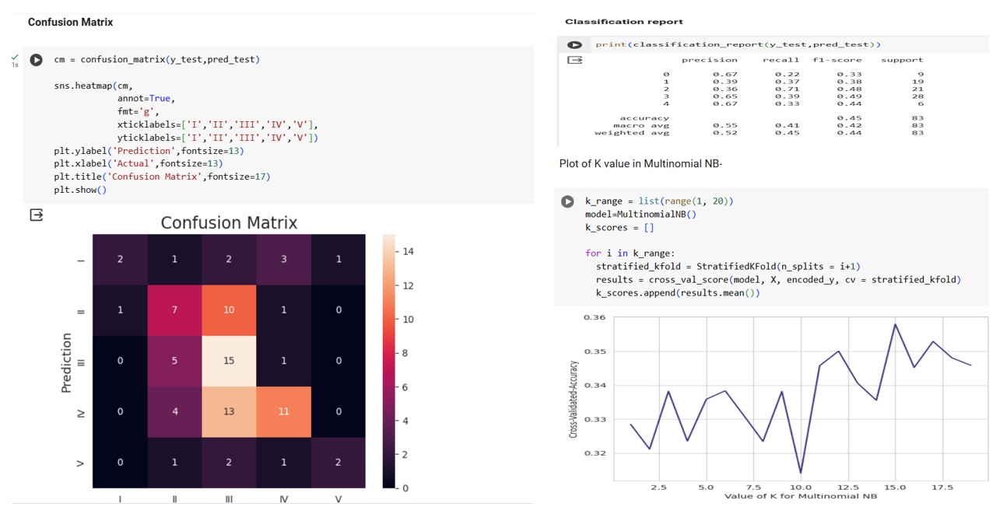 Confusion Matrix
1s
cm = confusion_matrix(y_test,pred_test)
sns.heatmap(cm,
annot=True,
fmt='g',
xticklabels=['I','II','III','IV','V'],
yticklabels=['I','II','III','IV','V'])
plt.ylabel('Prediction',fontsize=13)
plt.xlabel('Actual',fontsize=13)
plt.title('Confusion Matrix',fontsize=17)
plt.show()
Confusion Matrix
I 2 1 2 3 1
II 1 7 10 1 0
III 0 5 15 1 0
IV 0 4 13 11 0
V 0 1 2 1 2
I II III IV V
Prediction
14
12
10
8
6
4
2
0
Classification report
print(classification_report(y_test,pred_test))
precision recall f1-score support
0 0.67 0.22 0.33 9
1 0.39 0.37 0.38 19
2 0.36 0.71 0.48 21
3 0.65 0.39 0.49 28
4 0.67 0.33 0.44 6
accuracy 0.45 83
macro avg 0.55 0.41 0.42 83
weighted avg 0.52 0.45 0.44 83
Plot of K value in Multinomial NB-
k_range = list(range(1, 20))
model=MultinomialNB()
k_scores = []
for i in k_range:
stratified_kfold = StratifiedKFold(n_splits = i+1)
results = cross_val_score(model, X, encoded_y, cv = stratified_kfold)
k_scores.append(results.mean())
0.36
0.35
0.34
0.33
0.32
Cross-Validated-Accuracy
2.5 5.0 7.5 10.0 12.5 15.0 17.5
Value of K for Multinomial NB